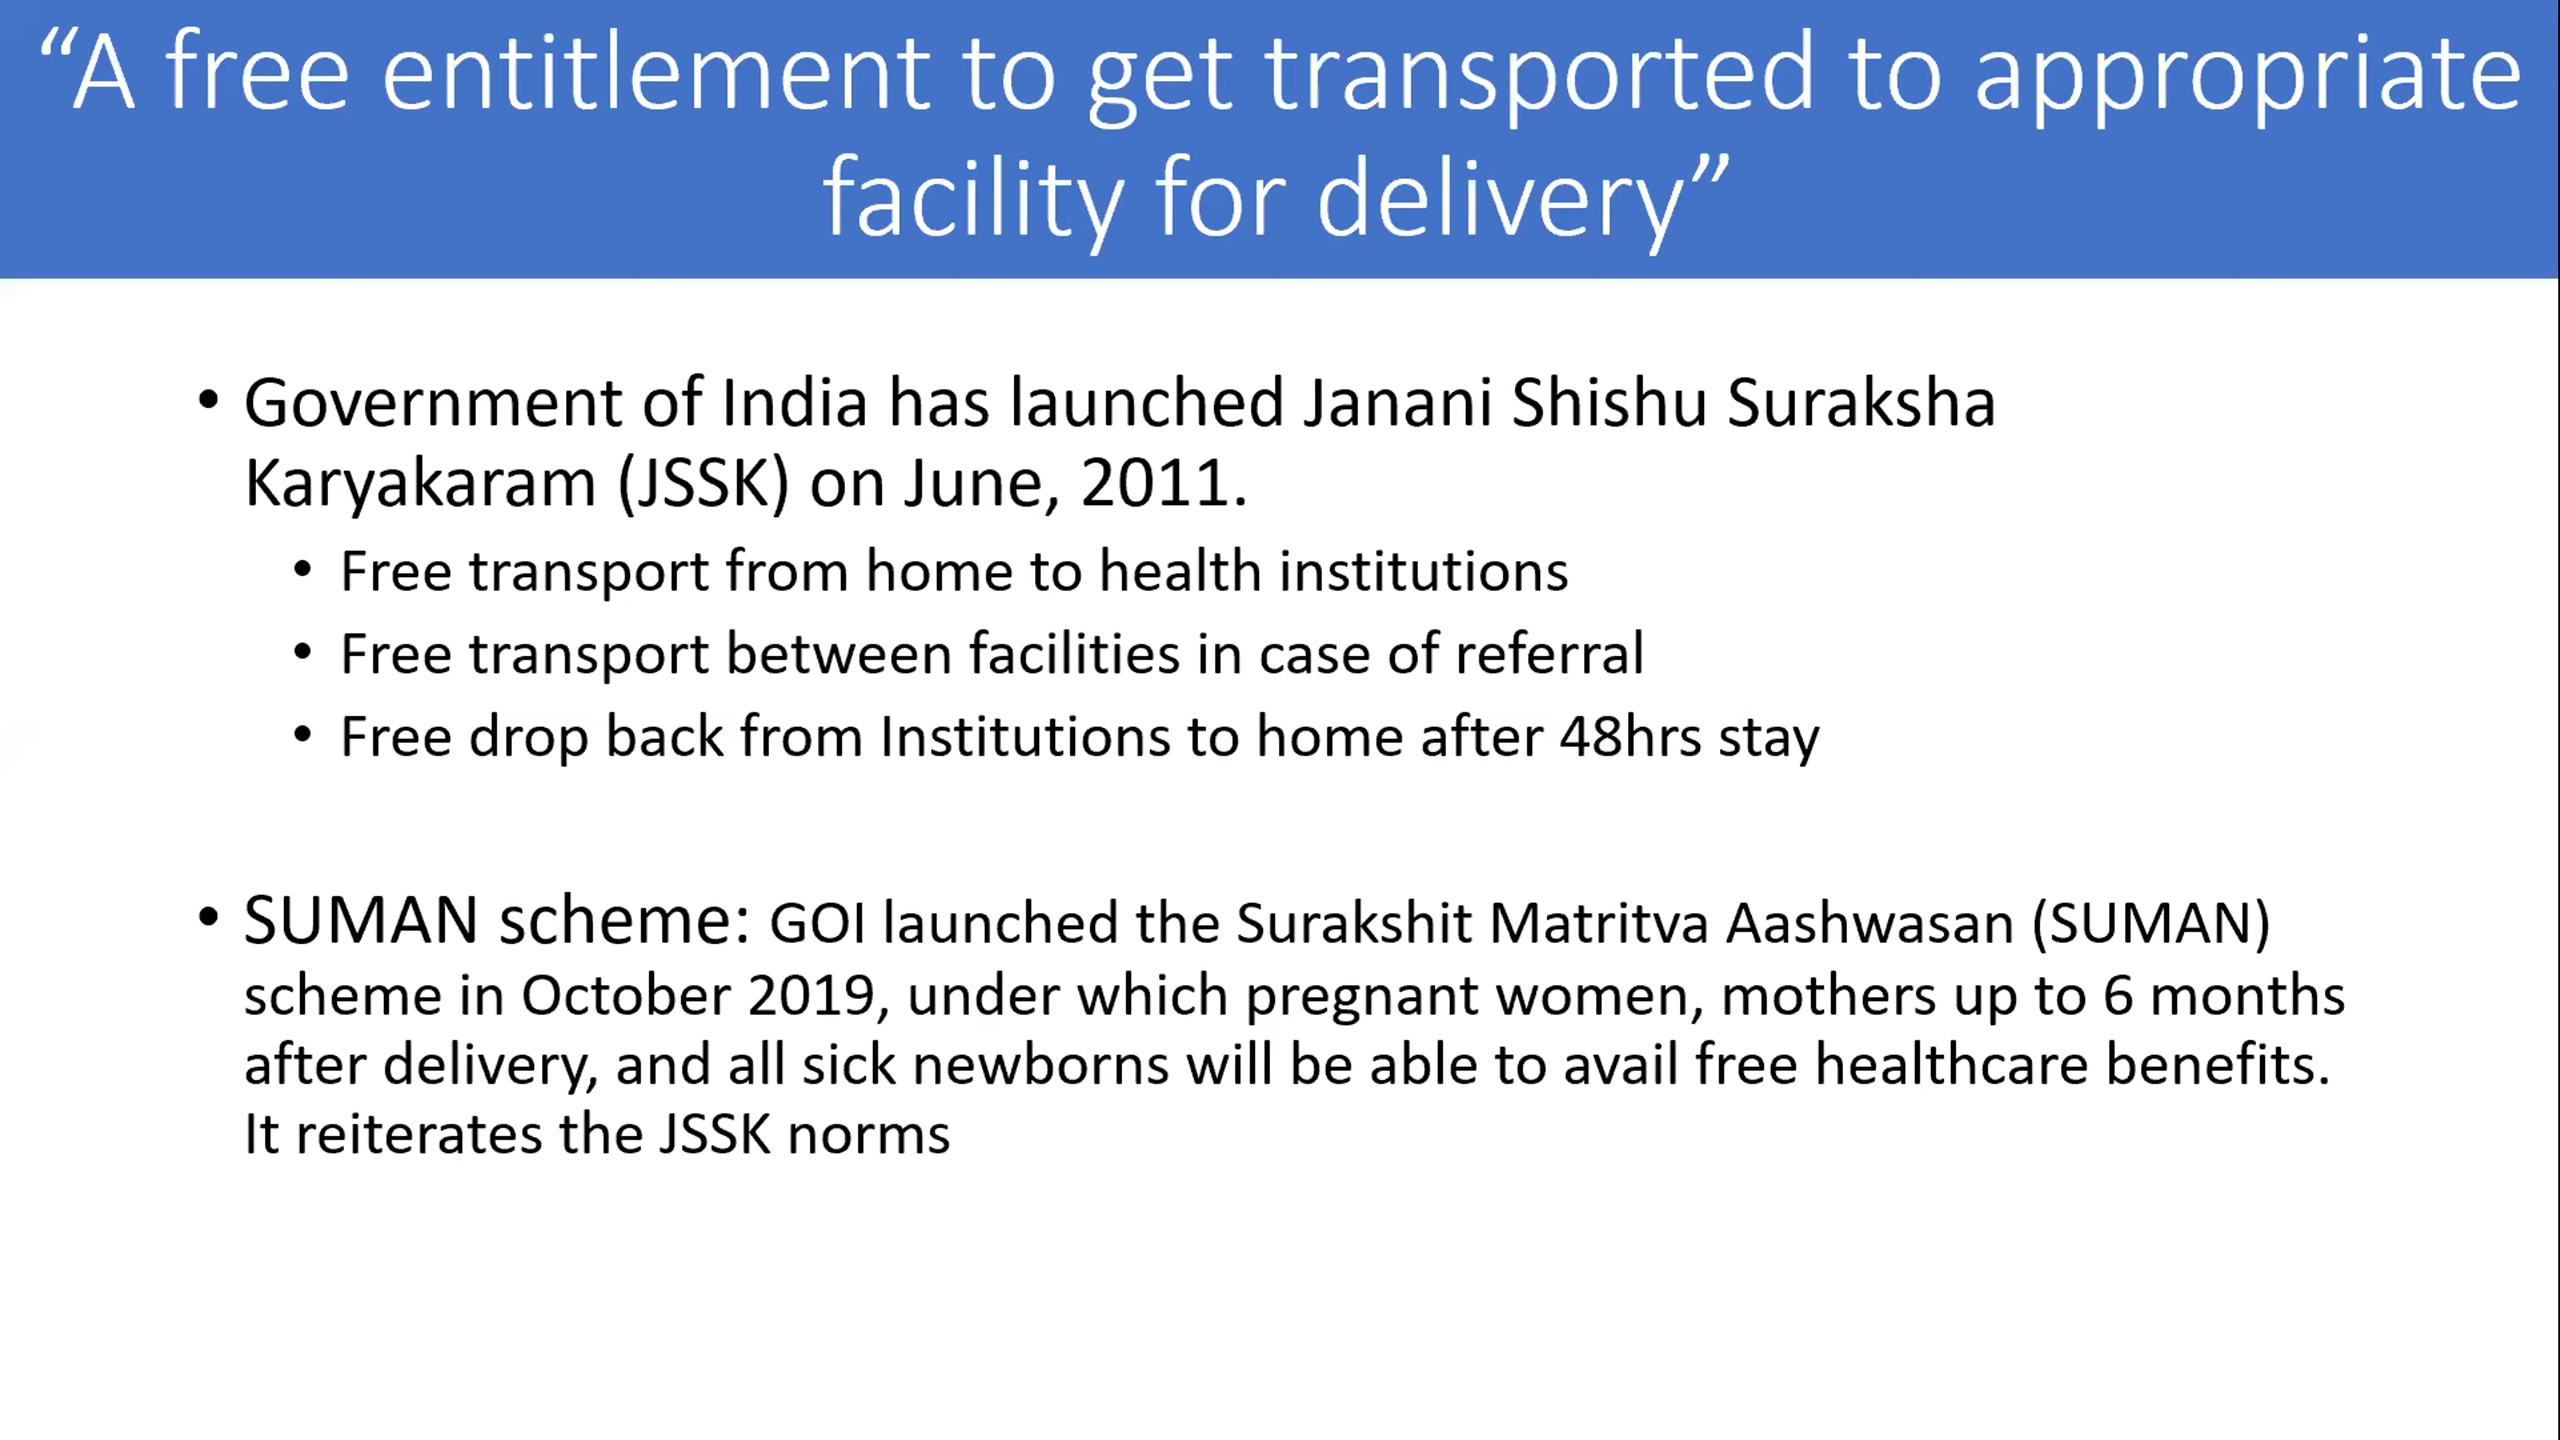 “A free entitlement to get transported to appropriate
facility for delivery”
• Government of India has launched Janani Shishu Suraksha
Karyakaram (JSSK) on June, 2011.
• Free transport from home to health institutions
• Free transport between facilities in case of referral
• Free drop back from Institutions to home after 48hrs stay
• SUMAN scheme: GOI launched the Surakshit Matritva Aashwasan (SUMAN)
scheme in October 2019, under which pregnant women, mothers up to 6 months
after delivery, and all sick newborns will be able to avail free healthcare benefits.
It reiterates the JSSK norms